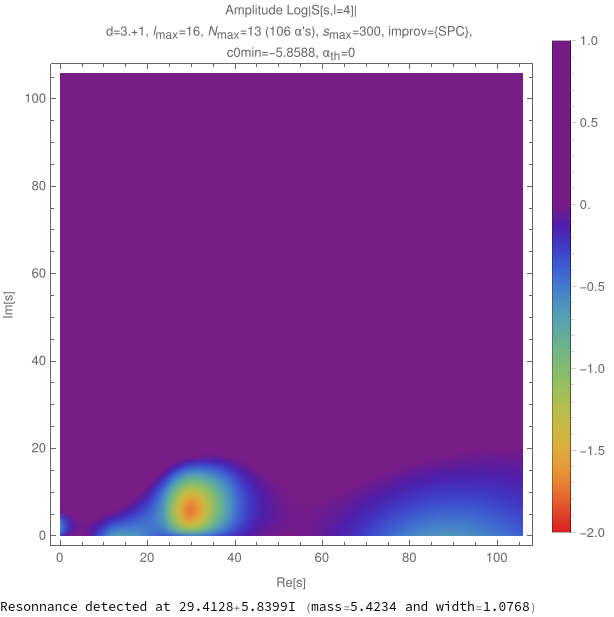 Amplitude Log|S[s,l=4]|
d=3.+1, lmax=16, Nmax=13 (106 α's), smax=300, improv={SPC},
c0min=−5.8588, αth=0
1.0
0.5
0.
−0.5
−1.0
−1.5
−2.0
100
80
60
40
20
0
Im[s]
0 20 40 60 80 100
Re[s]
Resonnance detected at 29.4128+5.8399I (mass=5.4234 and width=1.0768)